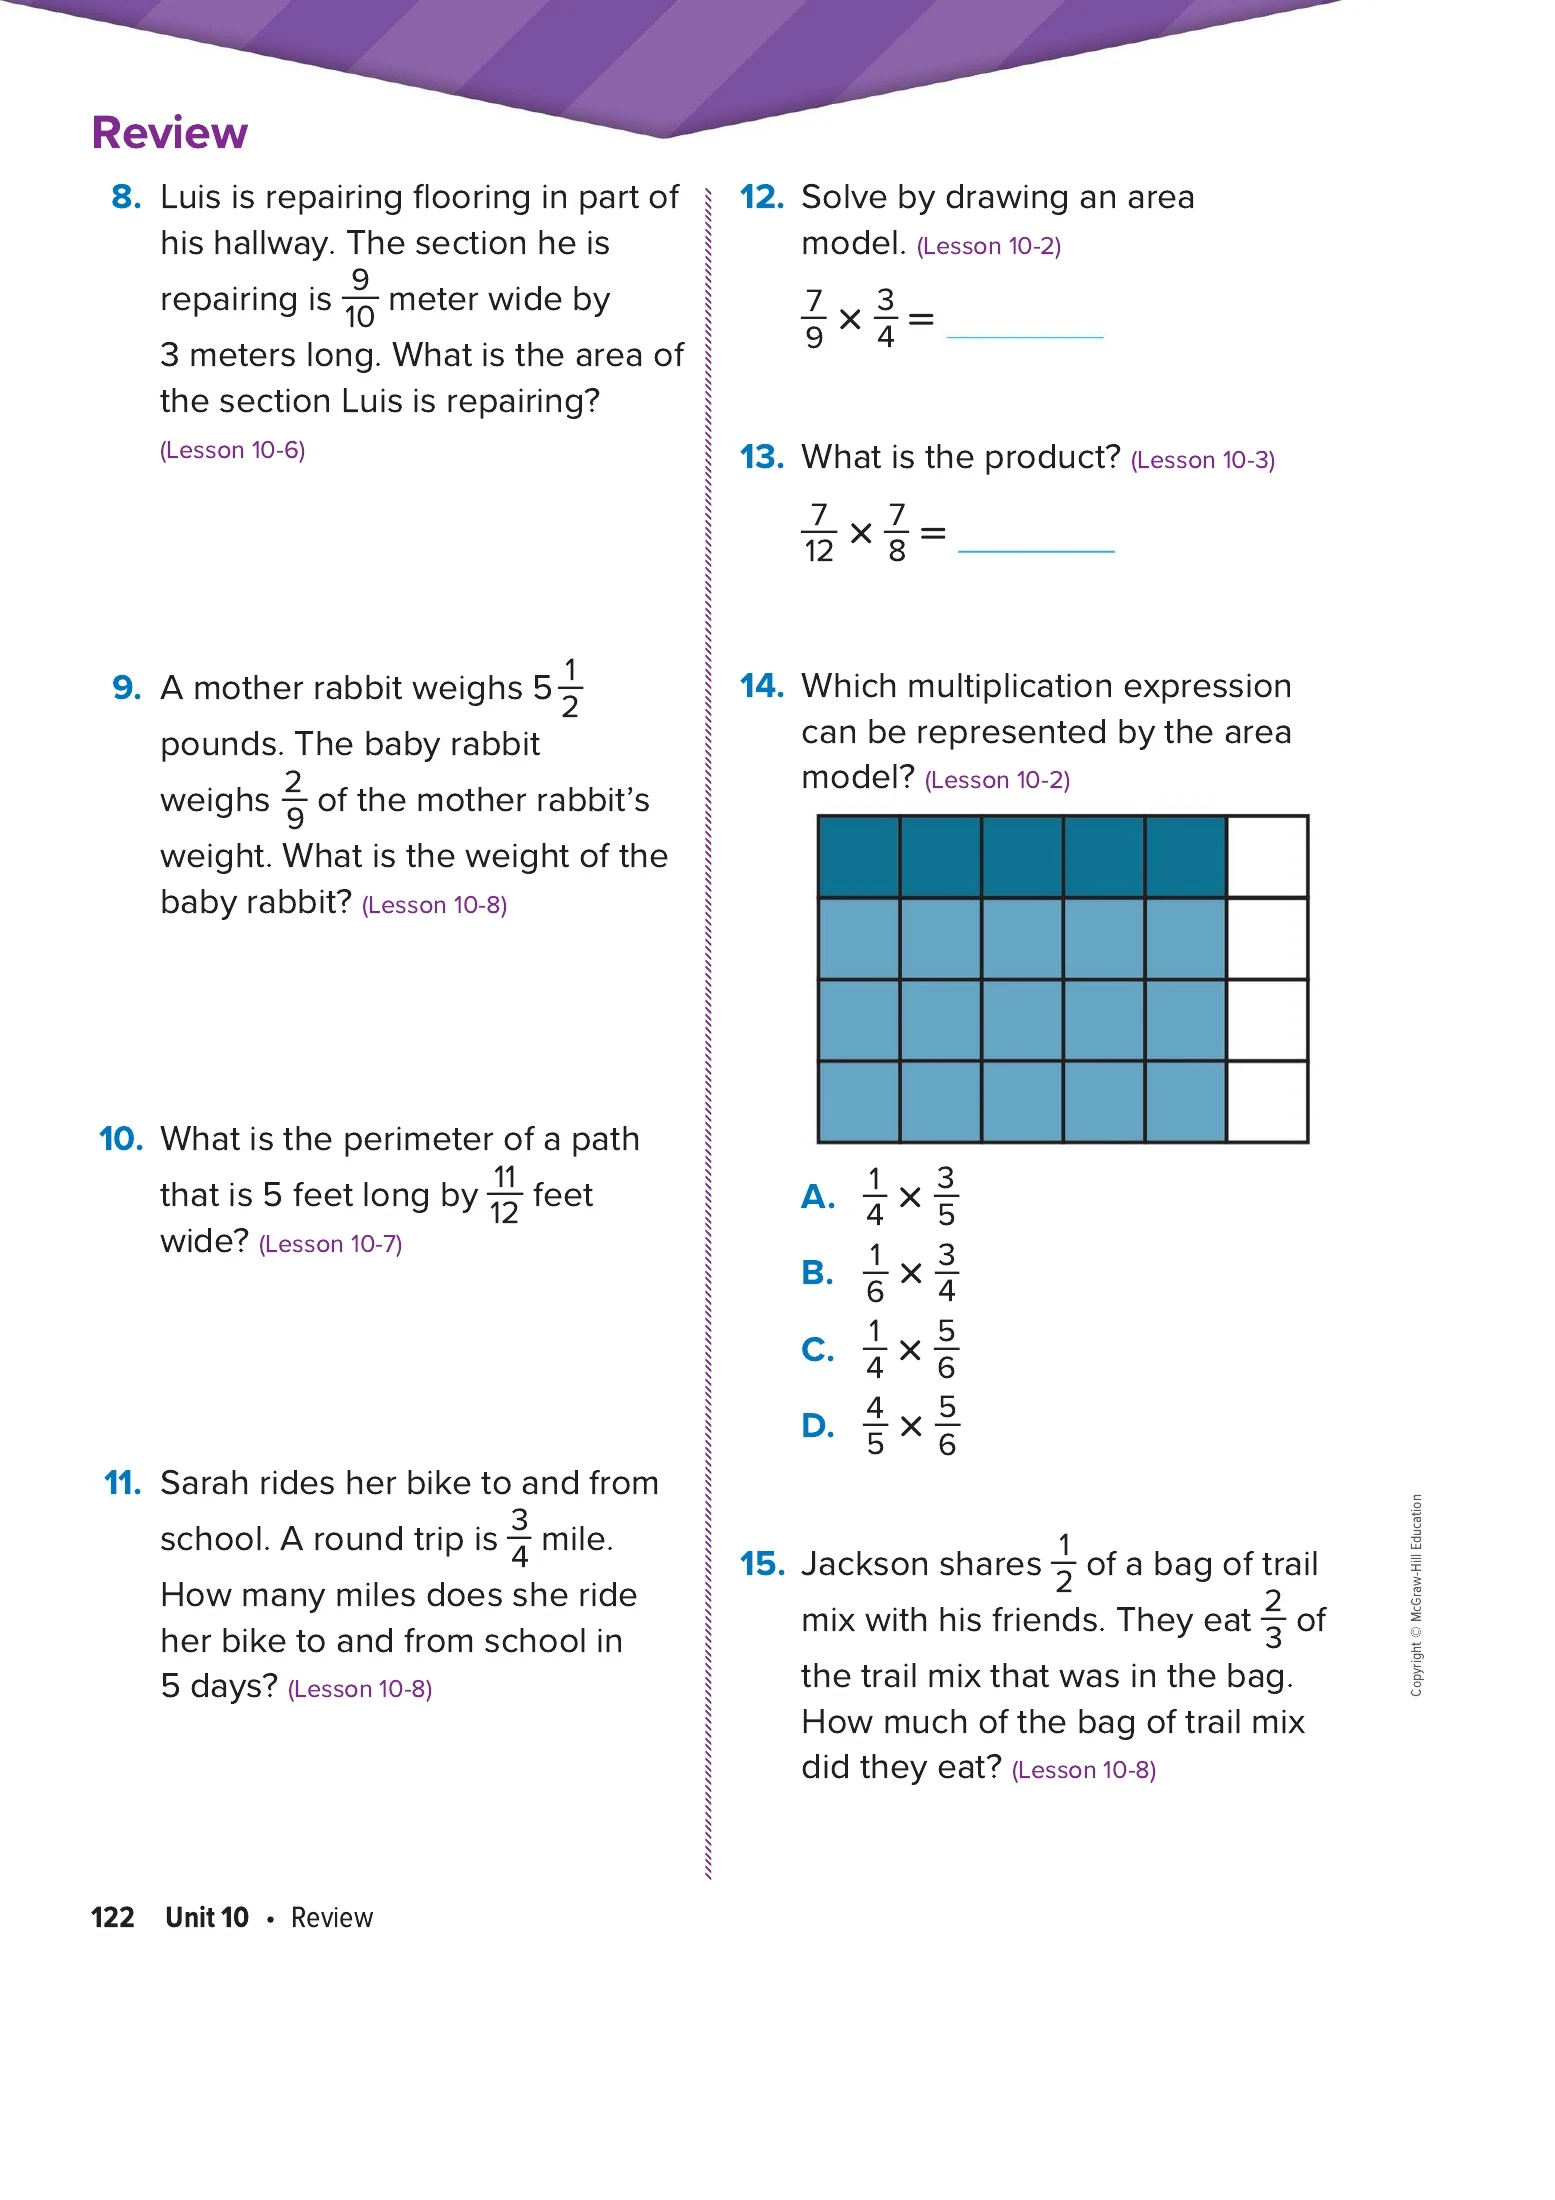 Review
8. Luis is repairing flooring in part of
his hallway. The section he is
repairing is 9/10 meter wide by
3 meters long. What is the area of
the section Luis is repairing?
(Lesson 10-6)
9. A mother rabbit weighs 5 1/2
pounds. The baby rabbit
weighs 2/9 of the mother rabbit's
weight. What is the weight of the
baby rabbit? (Lesson 10-8)
10. What is the perimeter of a path
that is 5 feet long by 11/12 feet
wide? (Lesson 10-7)
11. Sarah rides her bike to and from
school. A round trip is 3/4 mile.
How many miles does she ride
her bike to and from school in
5 days? (Lesson 10-8)
12. Solve by drawing an area
model. (Lesson 10-2)
7/9 × 3/4 =
13. What is the product? (Lesson 10-3)
7/12 × 7/8 =
14. Which multiplication expression
can be represented by the area
model? (Lesson 10-2)
A. 1/4 × 3/5
B. 1/6 × 3/4
C. 1/4 × 5/6
D. 4/5 × 5/6
15. Jackson shares 1/2 of a bag of trail
mix with his friends. They eat 2/3 of
the trail mix that was in the bag.
How much of the bag of trail mix
did they eat? (Lesson 10-8)
Copyright © McGraw-Hill Education
122 Unit 10 • Review